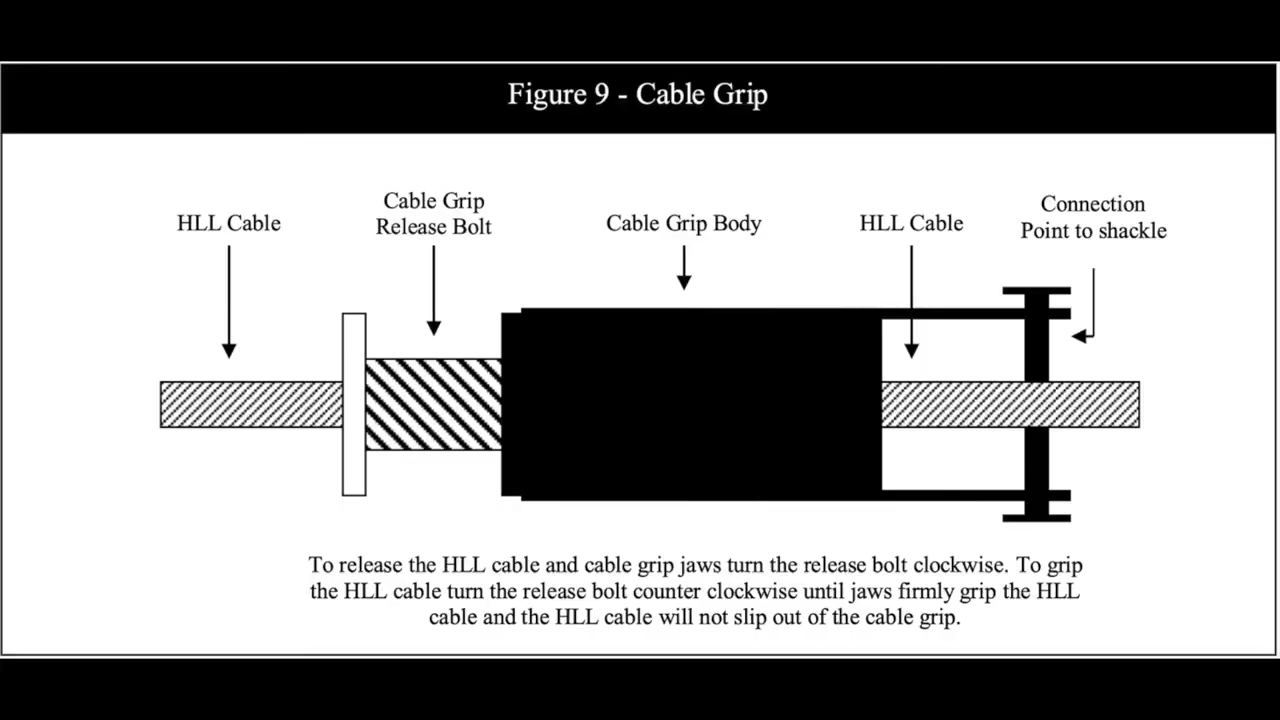 Figure 9 - Cable Grip
HLL Cable
Cable Grip
Release Bolt
Cable Grip Body
HLL Cable
Connection
Point to shackle
To release the HLL cable and cable grip jaws turn the release bolt clockwise. To grip
the HLL cable turn the release bolt counter clockwise until jaws firmly grip the HLL
cable and the HLL cable will not slip out of the cable grip.